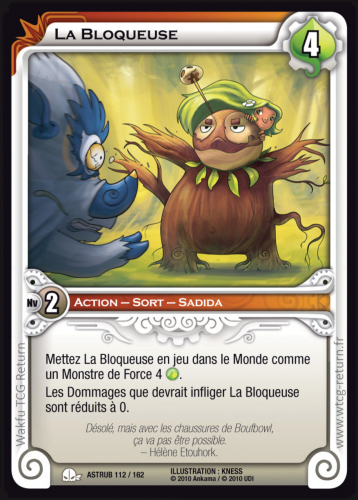 La Bloqueuse
4
Nv 2
Action – Sort – Sadida
Mettez La Bloqueuse en jeu dans le Monde comme
un Monstre de Force 4 .
Les Dommages que devrait infliger La Bloqueuse
sont réduits à 0.
Désolé, mais avec les chaussures de Boufbowl,
ça va pas être possible.
– Hélène Etouhork.
ASTRUB 112 / 162
ILLUSTRATION : KNESS
© 2010 Ankama / © 2010 UDI
Wakfu TCG Return
www.wtcg-return.fr